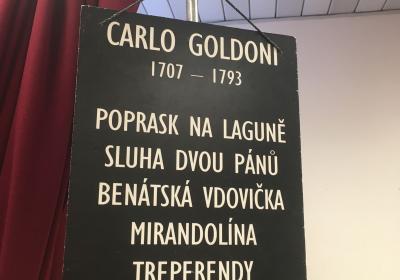 CARLO GOLDONI
1707 — 1793
POPRASK NA LAGUNĚ
SLUHA DVOU PÁNŮ
BENÁTSKÁ VDOVIČKA
MIRANDOLÍNA
TREPERENDY